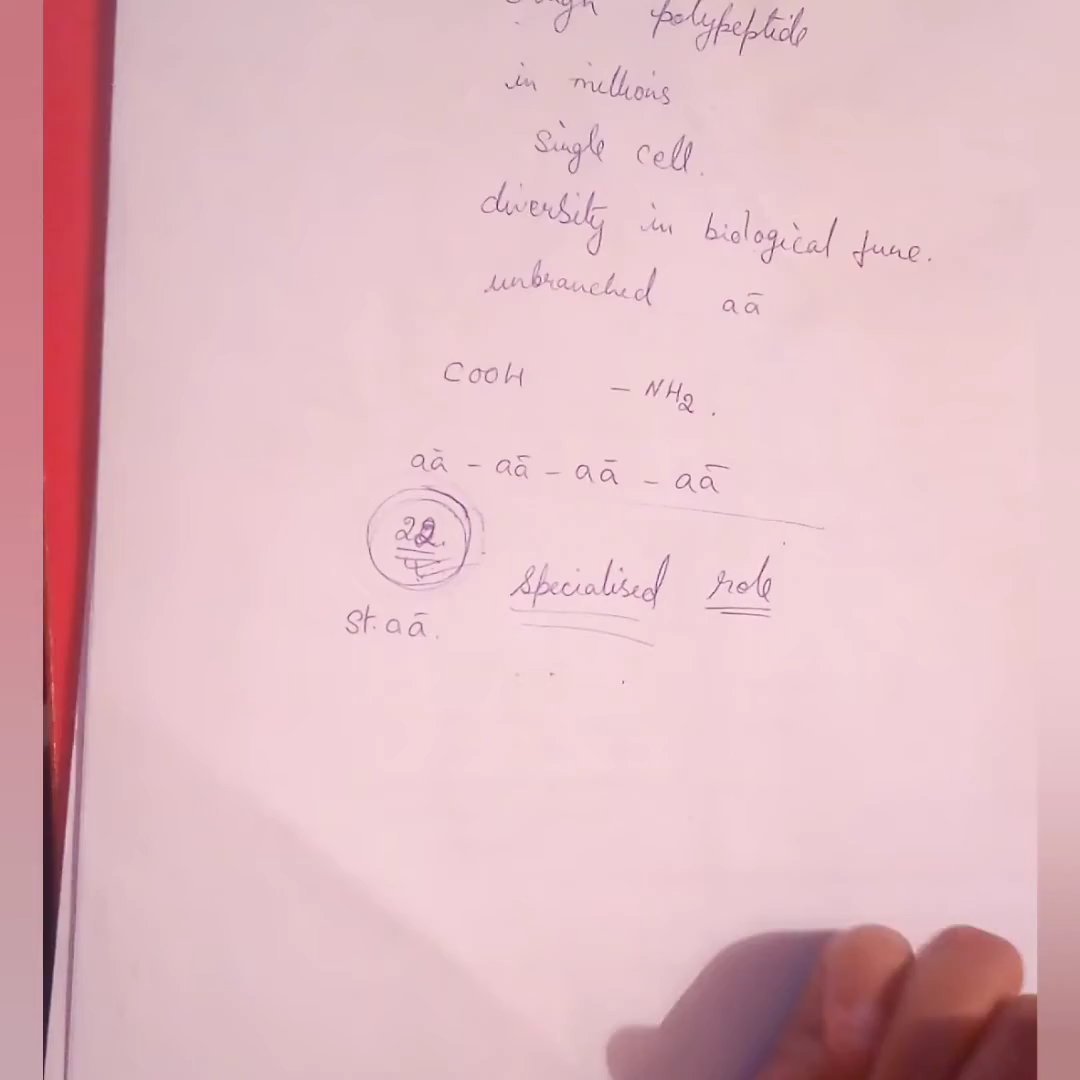 polypeptide
in millions
single cell.
diversity in biological func.
unbranched aā
COOH - NH2.
aā - aā - aā - aā
22.
specialised role
st. aā.